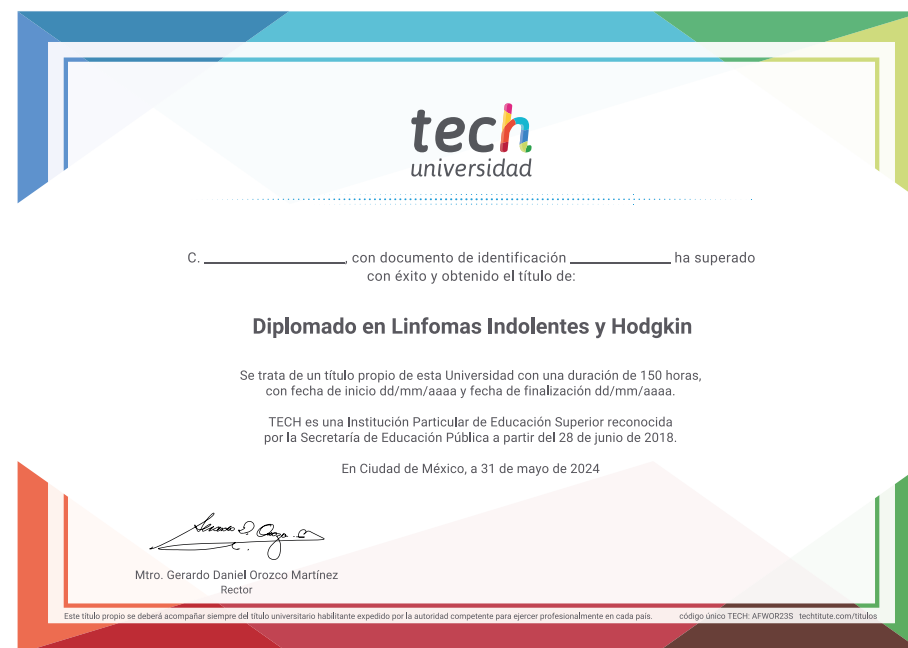 tech
universidad
C. ____________, con documento de identificación ____________ ha superado
con éxito y obtenido el título de:
Diplomado en Linfomas Indolentes y Hodgkin
Se trata de un título propio de esta Universidad con una duración de 150 horas,
con fecha de inicio dd/mm/aaaa y fecha de finalización dd/mm/aaaa.
TECH es una Institución Particular de Educación Superior reconocida
por la Secretaría de Educación Pública a partir del 28 de junio de 2018.
En Ciudad de México, a 31 de mayo de 2024
Mtro. Gerardo Daniel Orozco Martínez
Rector
Este título propio se deberá acompañar siempre del título universitario habilitante expedido por la autoridad competente para ejercer profesionalmente en cada país. código único TECH: AFWOR23S techtitute.com/titulos